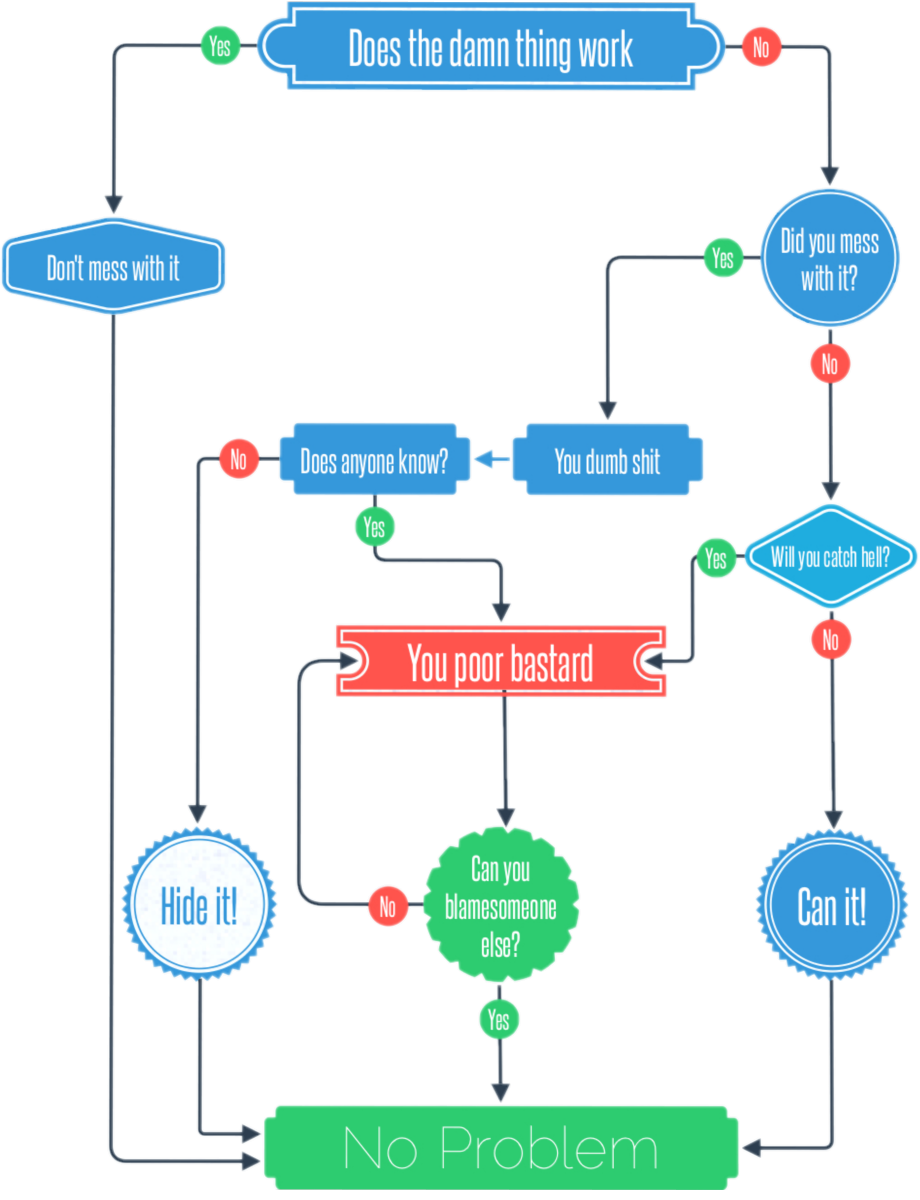 Yes
Does the damn thing work
No
Don't mess with it
Yes
Did you mess
with it?
No
No
Does anyone know?
You dumb shit
Yes
Yes
Will you catch hell?
No
You poor bastard
Hide it!
No
Can you
blamesomeone
else?
Can it!
Yes
No Problem